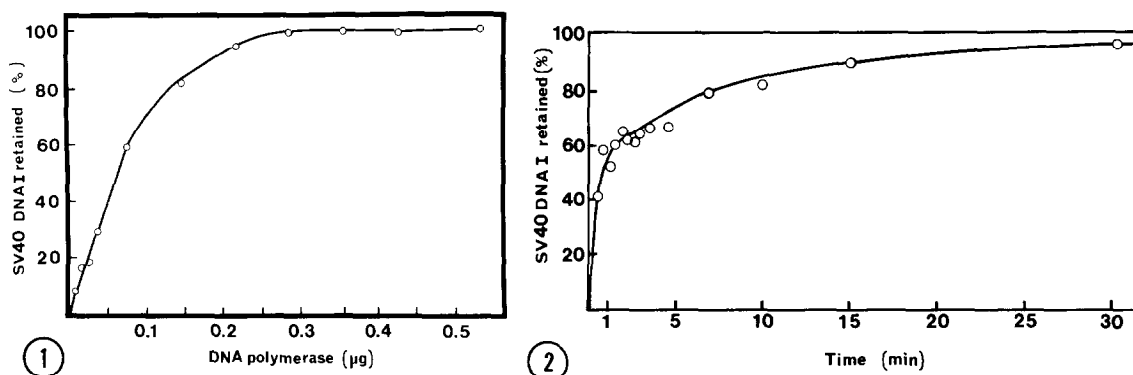 SV40 DNAI retained (%)
100
80
60
40
20
0.1 0.2 0.3 0.4 0.5
DNA polymerase (µg)
1
SV40 DNAI retained (%)
100
80
60
40
20
1 5 10 15 20 25 30
Time (min)
2